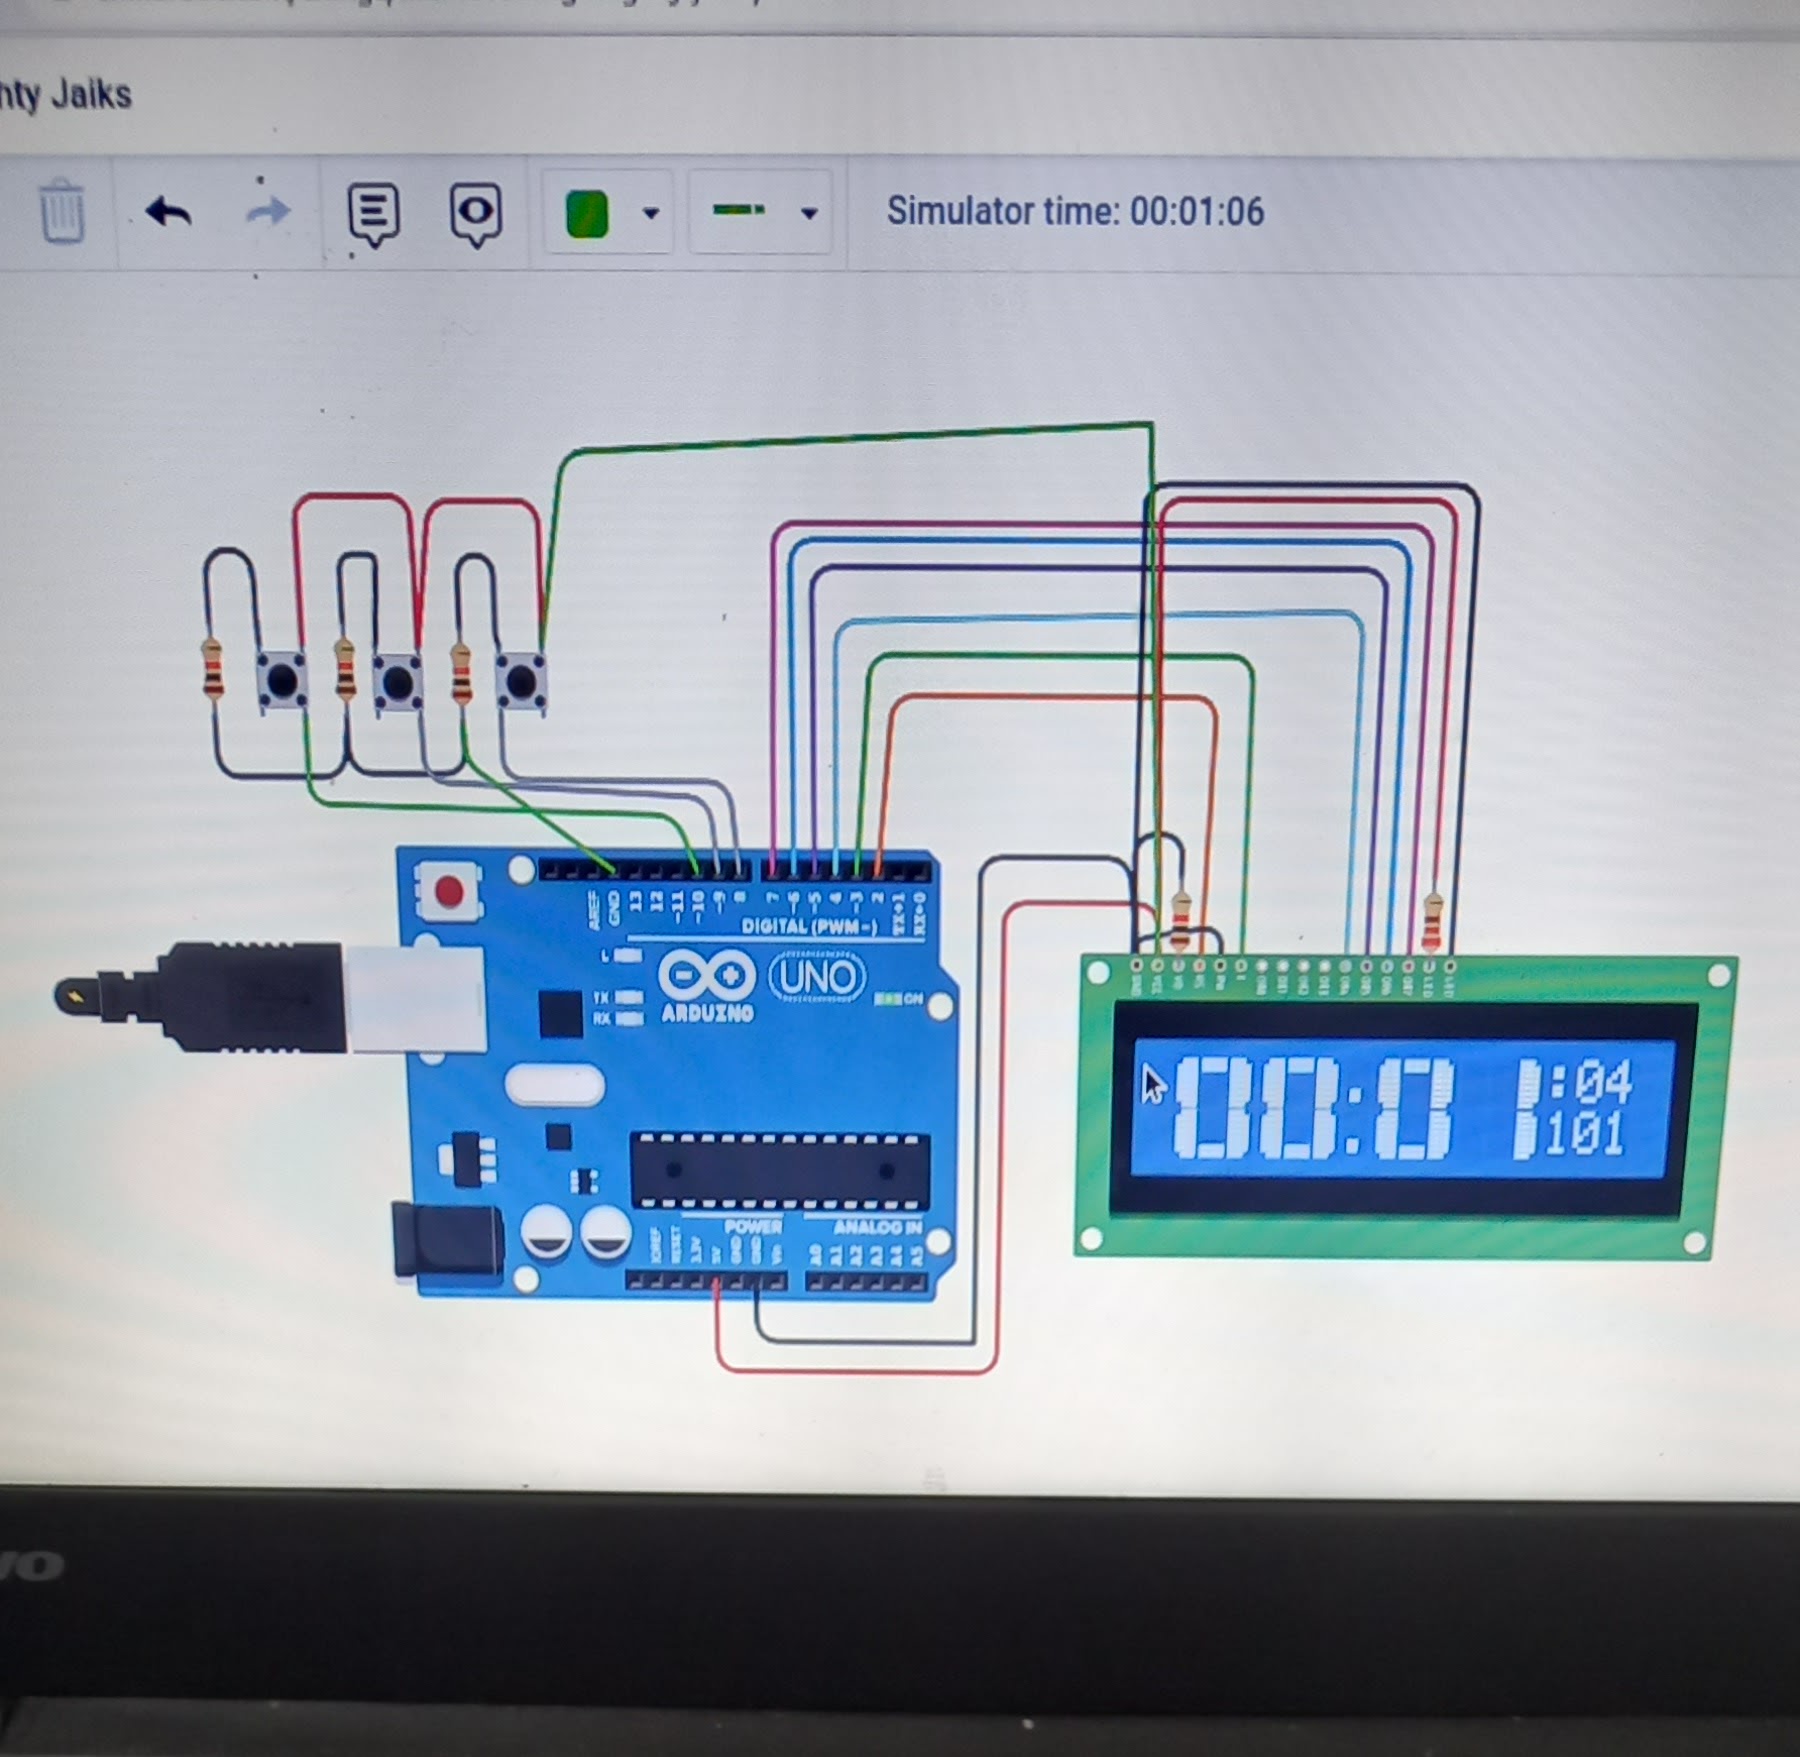 hty Jaiks
Simulator time: 00:01:06
AREF
GND
13
12
~11
~10
~9
8
7
~6
~5
4
~3
2
TX→1
RX←0
DIGITAL (PWM~)
L
TX
RX
UNO
ARDUINO
ON
00:01:04
101
POWER
ANALOG IN
IOREF
RESET
3.3V
5V
GND
GND
Vin
A0
A1
A2
A3
A4
A5